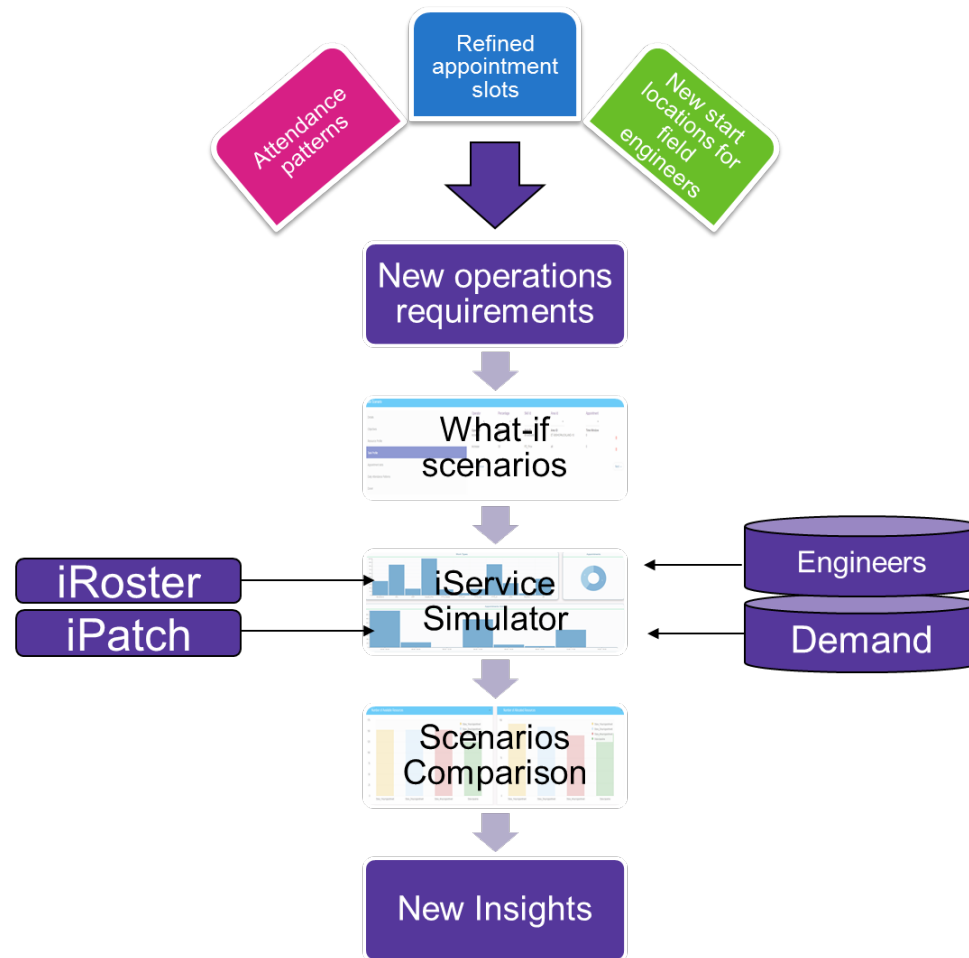 Refined
appointment
slots
Attendance
patterns
New start
locations for
field
engineers
New operations
requirements
What-if
scenarios
iRoster
iPatch
iService
Simulator
Engineers
Demand
Scenarios
Comparison
New Insights